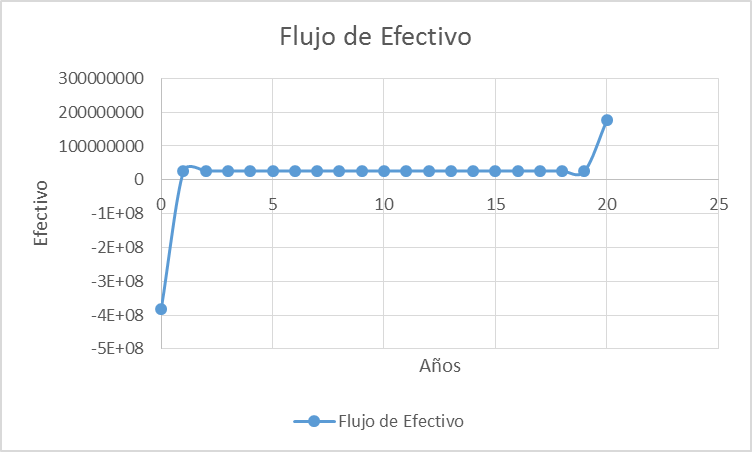 Flujo de Efectivo
300000000
200000000
100000000
0
-1E+08
-2E+08
-3E+08
-4E+08
-5E+08
0 5 10 15 20 25
Efectivo
Años
Flujo de Efectivo